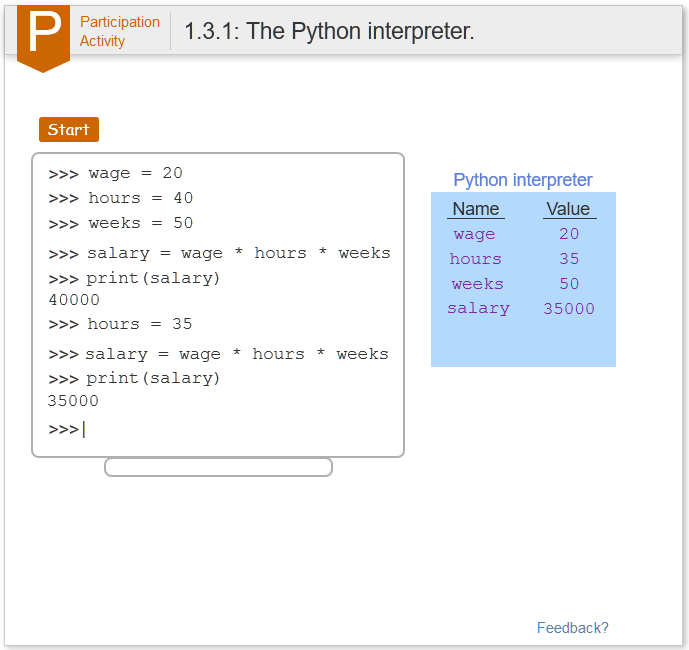 P
Participation
Activity
1.3.1: The Python interpreter.
Start
>>> wage = 20
>>> hours = 40
>>> weeks = 50
>>> salary = wage * hours * weeks
>>> print(salary)
40000
>>> hours = 35
>>> salary = wage * hours * weeks
>>> print(salary)
35000
>>>|
Python interpreter
Name Value
wage 20
hours 35
weeks 50
salary 35000
Feedback?